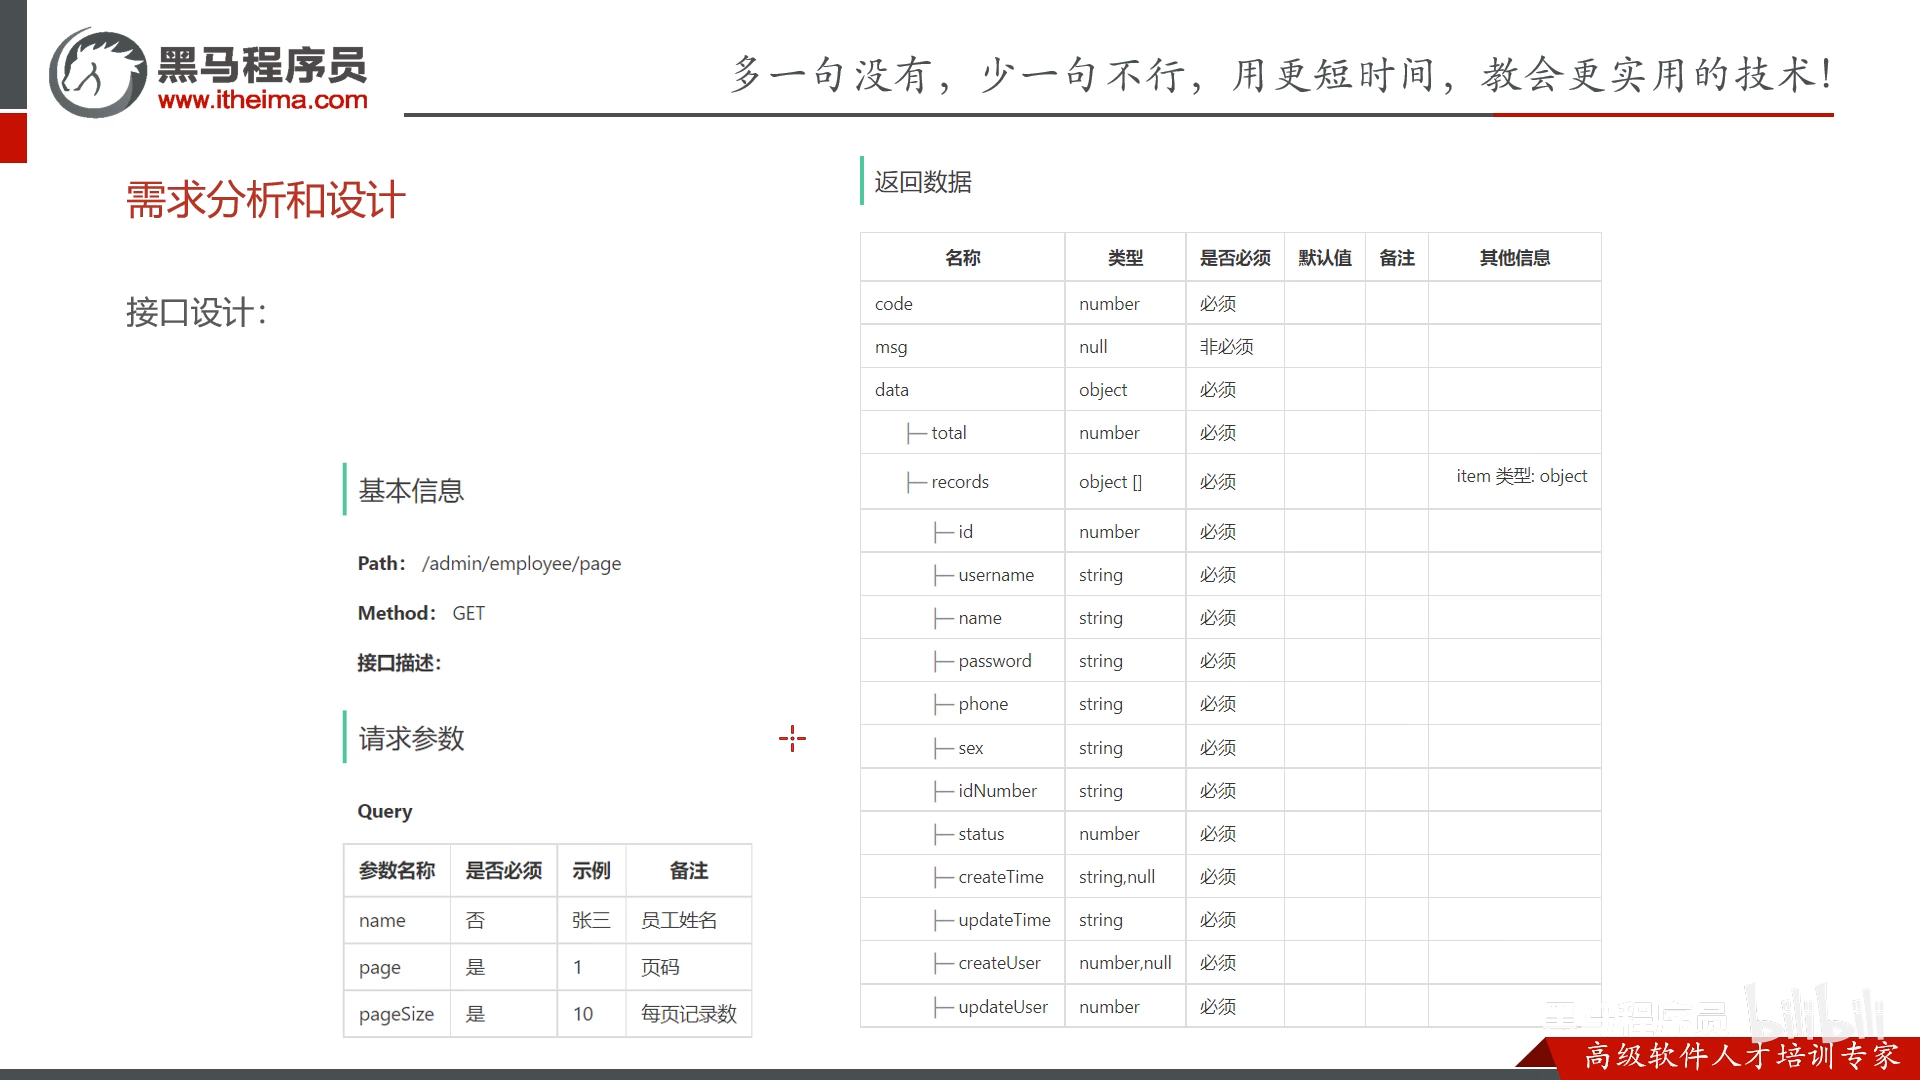 黑马程序员
www.itheima.com
多一句没有，少一句不行，用更短时间，教会更实用的技术！
需求分析和设计
接口设计：
基本信息
Path： /admin/employee/page
Method： GET
接口描述：
请求参数
Query
参数名称 是否必须 示例 备注
name 否 张三 员工姓名
page 是 1 页码
pageSize 是 10 每页记录数
返回数据
名称 类型 是否必须 默认值 备注 其他信息
code number 必须
msg null 非必须
data object 必须
├─ total number 必须
├─ records object [] 必须 item 类型: object
├─ id number 必须
├─ username string 必须
├─ name string 必须
├─ password string 必须
├─ phone string 必须
├─ sex string 必须
├─ idNumber string 必须
├─ status number 必须
├─ createTime string,null 必须
├─ updateTime string 必须
├─ createUser number,null 必须
├─ updateUser number 必须
黑马程序员 bilibili
高级软件人才培训专家